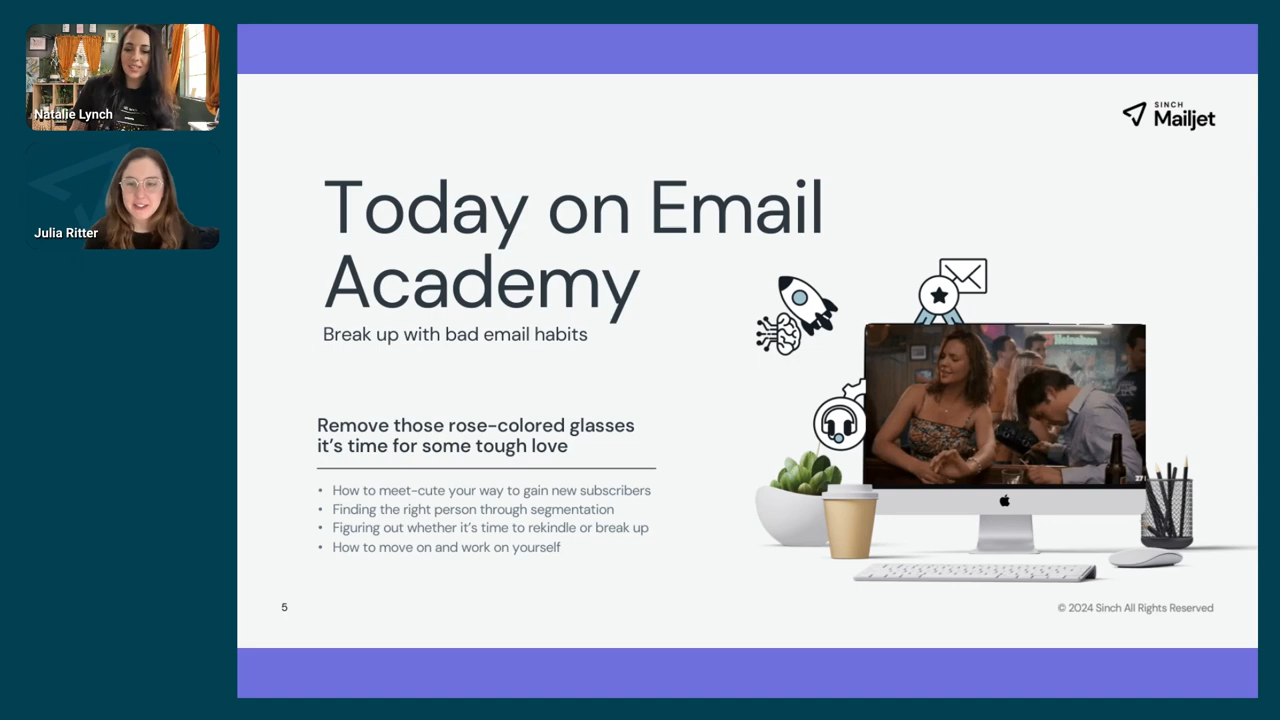 Natalie Lynch
Julia Ritter
SINCH
Mailjet
Today on Email
Academy
Break up with bad email habits
Remove those rose-colored glasses
it's time for some tough love
• How to meet-cute your way to gain new subscribers
• Finding the right person through segmentation
• Figuring out whether it's time to rekindle or break up
• How to move on and work on yourself
5
© 2024 Sinch All Rights Reserved